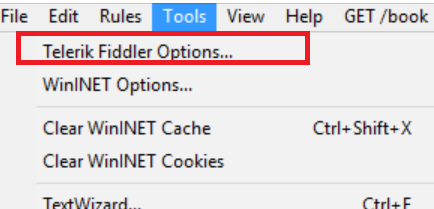 File Edit Rules Tools View Help GET /book
Telerik Fiddler Options...
WinINET Options...
Clear WinINET Cache Ctrl+Shift+X
Clear WinINET Cookies
TextWizard... Ctrl+E